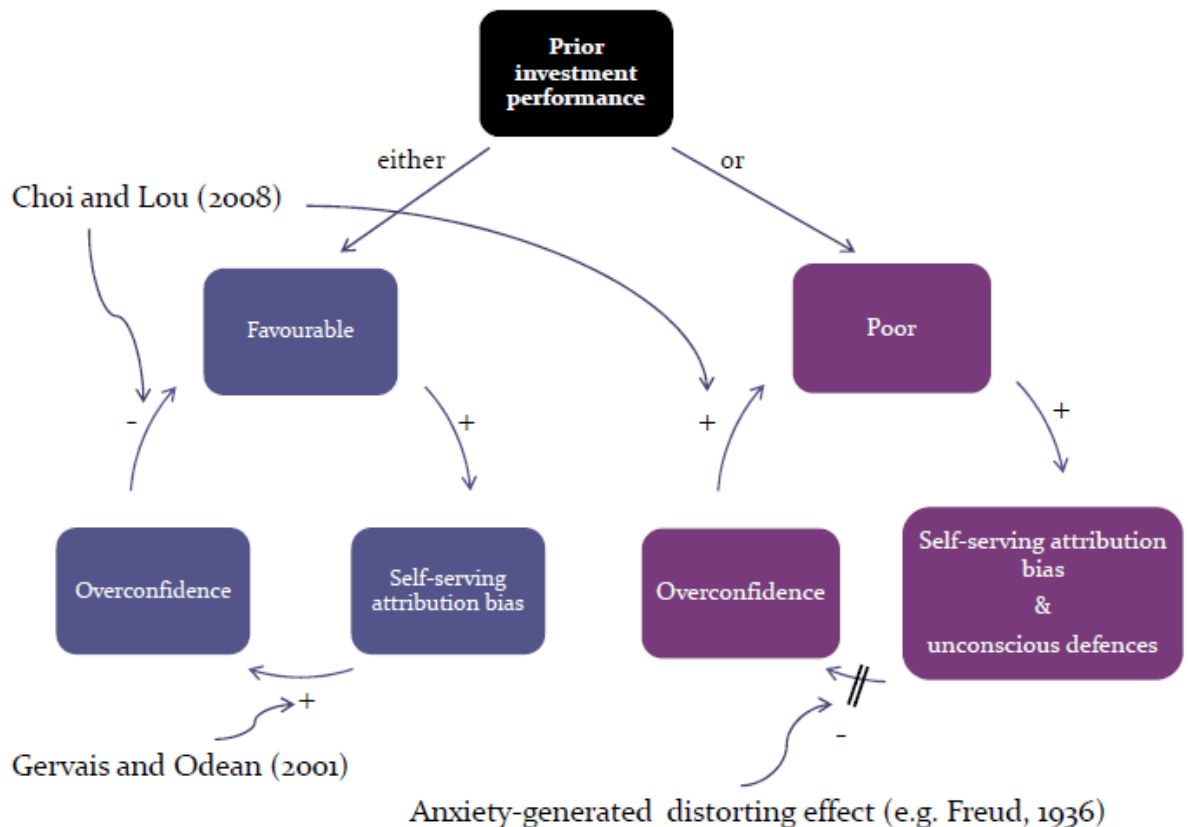 Prior
investment
performance
either
or
Choi and Lou (2008)
Favourable
Poor
-
+
+
+
Overconfidence
Self-serving
attribution bias
Overconfidence
Self-serving attribution
bias
&
unconscious defences
+
-
Gervais and Odean (2001)
Anxiety-generated distorting effect (e.g. Freud, 1936)